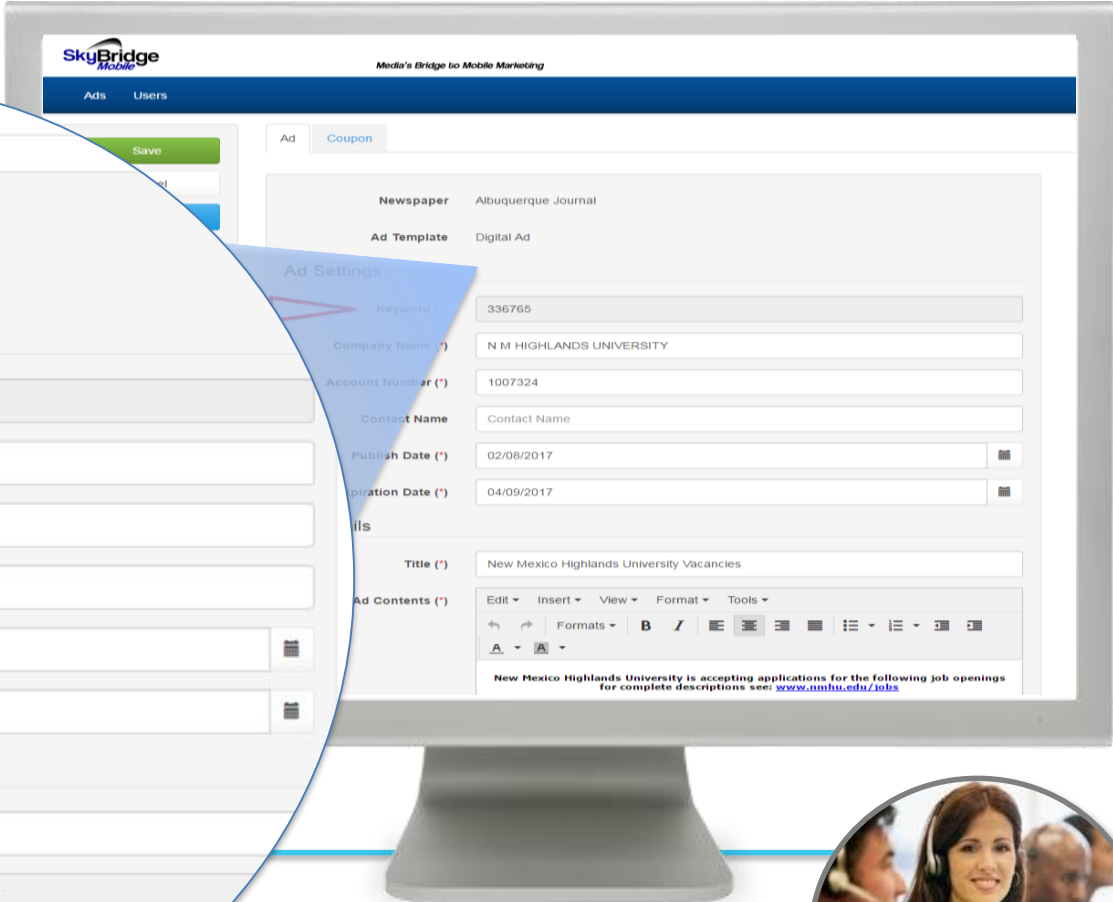 SkyBridge
Mobile
Media's Bridge to Mobile Marketing
Ads Users
Save
Ad Coupon
Newspaper Albuquerque Journal
Ad Template Digital Ad
Ad Settings
Keyword (*) 336765
Company Name (*) N M HIGHLANDS UNIVERSITY
Account Number (*) 1007324
Contact Name Contact Name
Publish Date (*) 02/08/2017
piration Date (*) 04/09/2017
ils
Title (*) New Mexico Highlands University Vacancies
Ad Contents (*) Edit Insert View Format Tools
Formats B I
A A
New Mexico Highlands University is accepting applications for the following job openings
for complete descriptions see: www.nmhu.edu/jobs